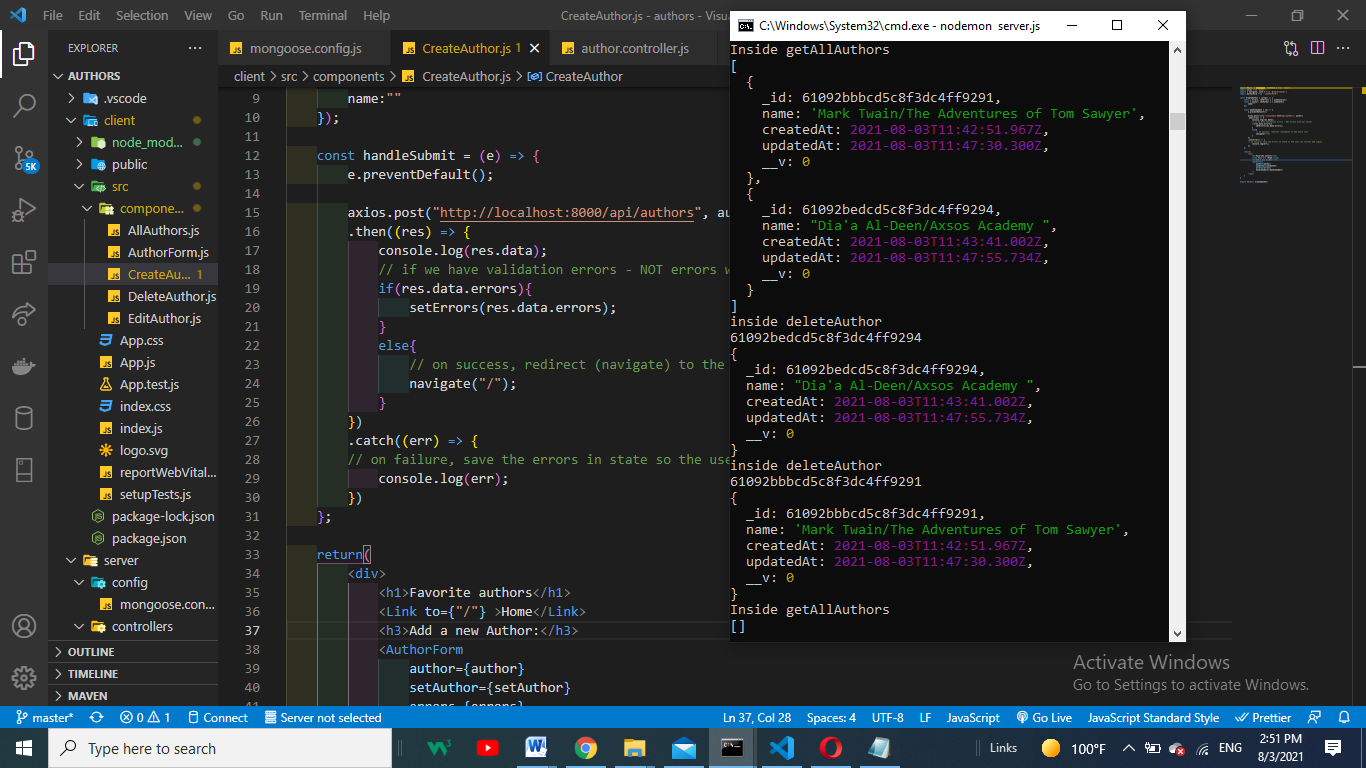 File Edit Selection View Go Run Terminal Help
CreateAuthor.js - authors - Visua
EXPLORER
AUTHORS
.vscode
client
node_mod...
public
src
compone...
AllAuthors.js
AuthorForm.js
CreateAu... 1
DeleteAuthor.js
EditAuthor.js
App.css
App.js
App.test.js
index.css
index.js
logo.svg
reportWebVital...
setupTests.js
package-lock.json
package.json
server
config
mongoose.con...
controllers
OUTLINE
TIMELINE
MAVEN
5K
mongoose.config.js
CreateAuthor.js 1
author.controller.js
client > src > components > CreateAuthor.js > CreateAuthor
9 name:""
10 });
11
12 const handleSubmit = (e) => {
13 e.preventDefault();
14
15 axios.post("http://localhost:8000/api/authors", au
16 .then((res) => {
17 console.log(res.data);
18 // if we have validation errors - NOT errors w
19 if(res.data.errors){
20 setErrors(res.data.errors);
21 }
22 else{
23 // on success, redirect (navigate) to the
24 navigate("/");
25 }
26 })
27 .catch((err) => {
28 // on failure, save the errors in state so the use
29 console.log(err);
30 })
31 };
32
33 return(
34 <div>
35 <h1>Favorite authors</h1>
36 <Link to={"/"} >Home</Link>
37 <h3>Add a new Author:</h3>
38 <AuthorForm
39 author={author}
40 setAuthor={setAuthor}
C:\Windows\System32\cmd.exe - nodemon server.js
Inside getAllAuthors
[
{
_id: 61092bbbcd5c8f3dc4ff9291,
name: 'Mark Twain/The Adventures of Tom Sawyer',
createdAt: 2021-08-03T11:42:51.967Z,
updatedAt: 2021-08-03T11:47:30.300Z,
__v: 0
},
{
_id: 61092bedcd5c8f3dc4ff9294,
name: "Dia'a Al-Deen/Axsos Academy ",
createdAt: 2021-08-03T11:43:41.002Z,
updatedAt: 2021-08-03T11:47:55.734Z,
__v: 0
}
]
inside deleteAuthor
61092bedcd5c8f3dc4ff9294
{
_id: 61092bedcd5c8f3dc4ff9294,
name: "Dia'a Al-Deen/Axsos Academy ",
createdAt: 2021-08-03T11:43:41.002Z,
updatedAt: 2021-08-03T11:47:55.734Z,
__v: 0
}
inside deleteAuthor
61092bbbcd5c8f3dc4ff9291
{
_id: 61092bbbcd5c8f3dc4ff9291,
name: 'Mark Twain/The Adventures of Tom Sawyer',
createdAt: 2021-08-03T11:42:51.967Z,
updatedAt: 2021-08-03T11:47:30.300Z,
__v: 0
}
Inside getAllAuthors
[]
Activate Windows
Go to Settings to activate Windows.
master* 0 1 Connect Server not selected
Ln 37, Col 28 Spaces: 4 UTF-8 LF JavaScript Go Live JavaScript Standard Style Prettier
Type here to search
Links
100°F
ENG
2:51 PM
8/3/2021